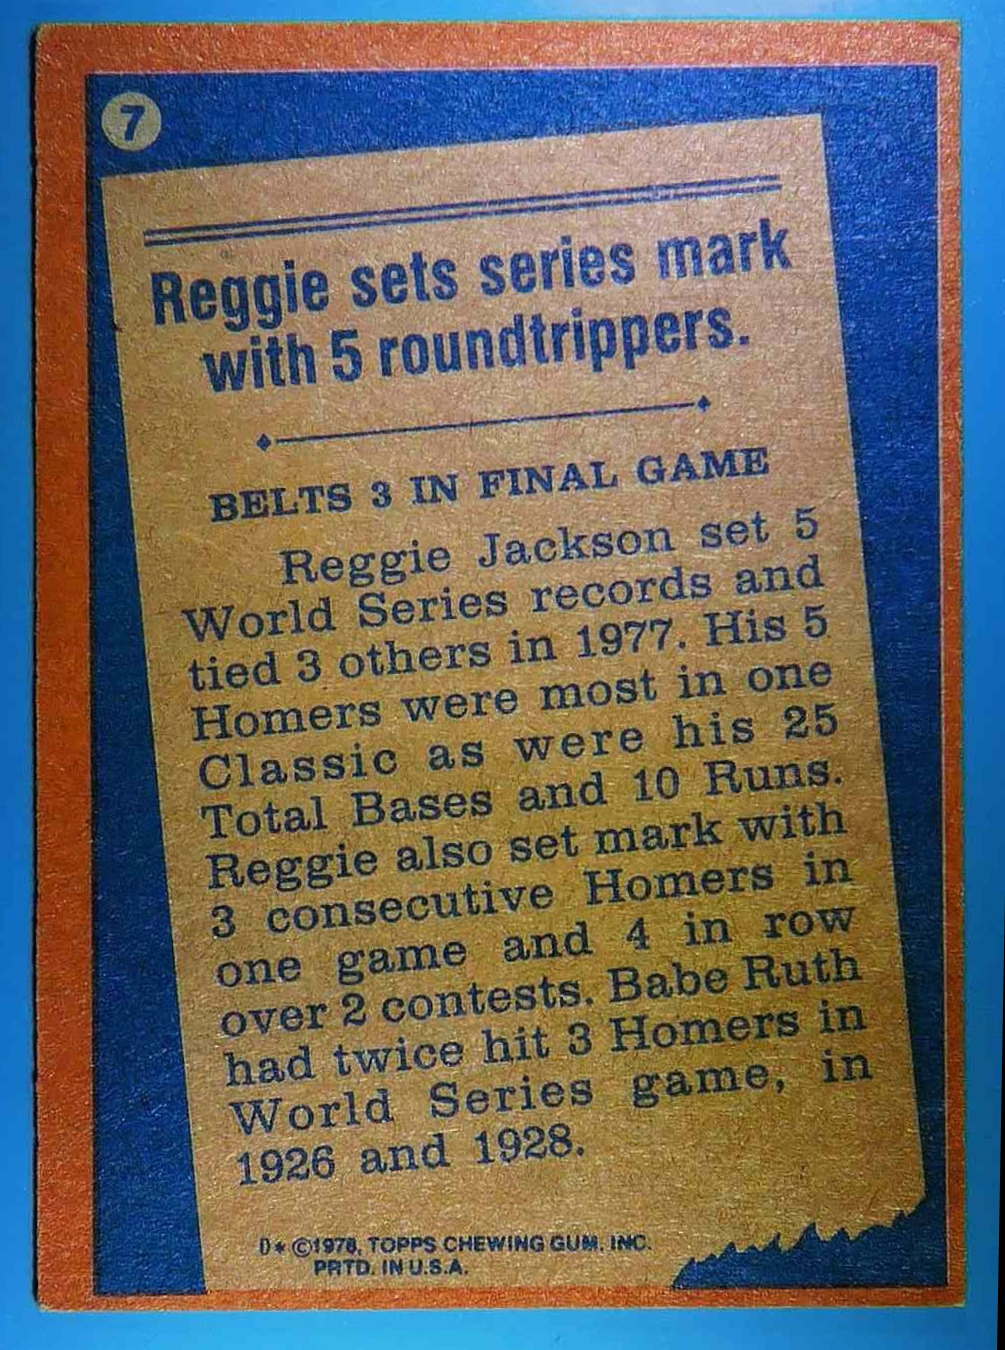 7
Reggie sets series mark
with 5 roundtrippers.
BELTS 3 IN FINAL GAME
Reggie Jackson set 5
World Series records and
tied 3 others in 1977. His 5
Homers were most in one
Classic as were his 25
Total Bases and 10 Runs.
Reggie also set mark with
3 consecutive Homers in
one game and 4 in row
over 2 contests. Babe Ruth
had twice hit 3 Homers in
World Series game, in
1926 and 1928.
D* ©1978, TOPPS CHEWING GUM, INC.
PRTD. IN U.S.A.